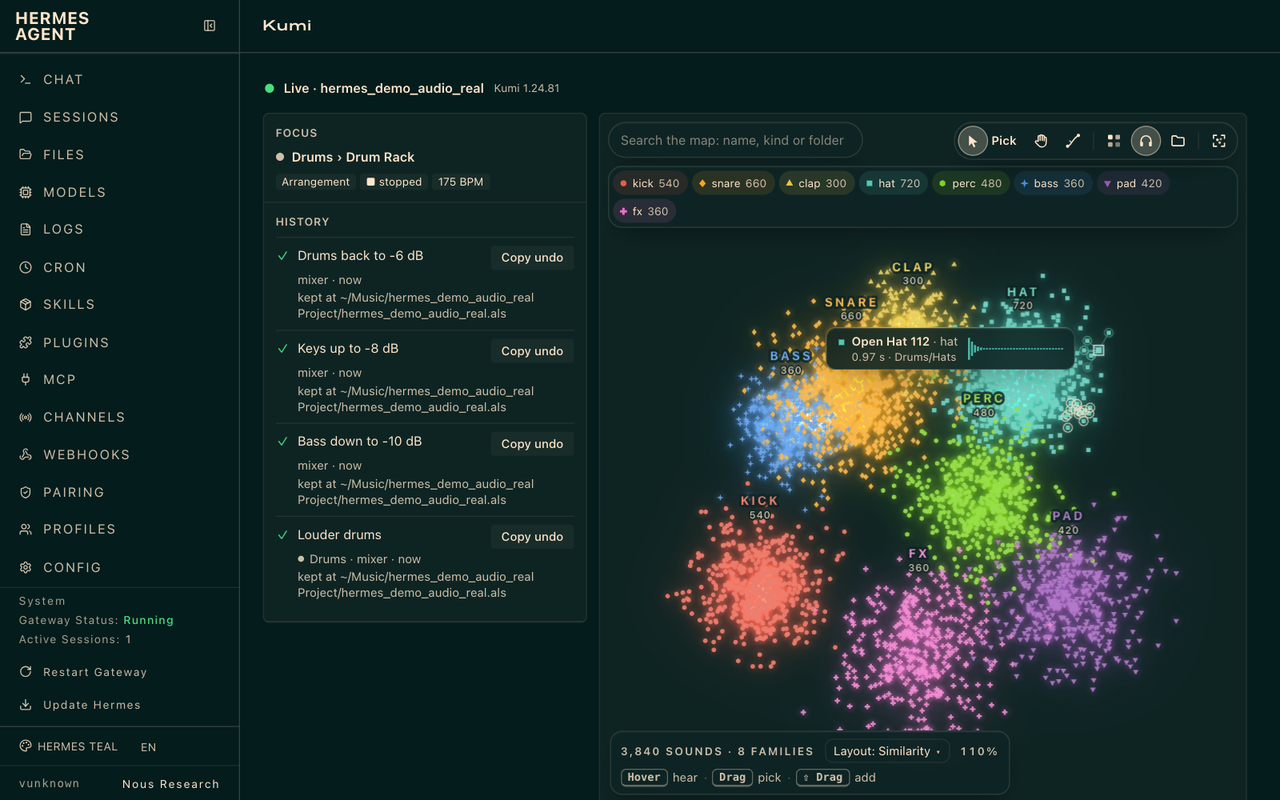 HERMES
AGENT
CHAT
SESSIONS
FILES
MODELS
LOGS
CRON
SKILLS
PLUGINS
MCP
CHANNELS
WEBHOOKS
PAIRING
PROFILES
CONFIG
System
Gateway Status: Running
Active Sessions: 1
Restart Gateway
Update Hermes
HERMES TEAL EN
vunknown Nous Research
Kumi
Live · hermes_demo_audio_real Kumi 1.24.81
FOCUS
Drums › Drum Rack
Arrangement stopped 175 BPM
HISTORY
Drums back to -6 dB Copy undo
mixer · now
kept at ~/Music/hermes_demo_audio_real
Project/hermes_demo_audio_real.als
Keys up to -8 dB Copy undo
mixer · now
kept at ~/Music/hermes_demo_audio_real
Project/hermes_demo_audio_real.als
Bass down to -10 dB Copy undo
mixer · now
kept at ~/Music/hermes_demo_audio_real
Project/hermes_demo_audio_real.als
Louder drums Copy undo
Drums · mixer · now
kept at ~/Music/hermes_demo_audio_real
Project/hermes_demo_audio_real.als
Search the map: name, kind or folder
Pick
kick 540 snare 660 clap 300 hat 720 perc 480 bass 360 pad 420
fx 360
CLAP
300
HAT
720
SNARE
660
Open Hat 112 · hat
0.97 s · Drums/Hats
BASS
360
PERC
480
KICK
540
PAD
420
FX
360
3,840 SOUNDS · 8 FAMILIES Layout: Similarity 110%
Hover hear · Drag pick · ⇧ Drag add